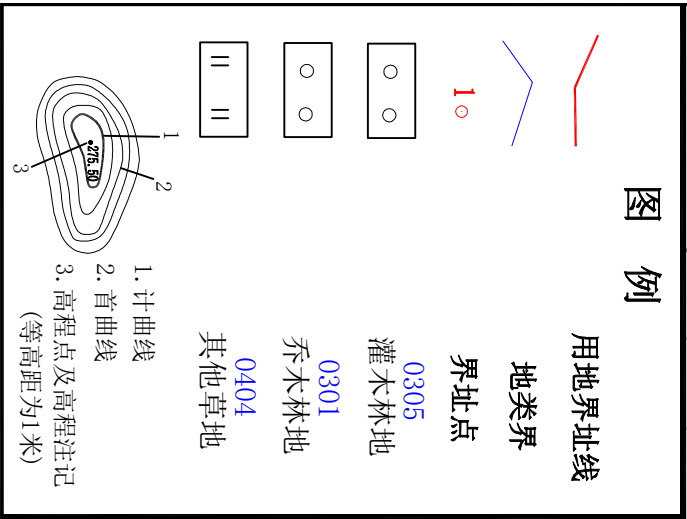 图 例
用地界址线
地类界
1
界址点
0305
灌木林地
0301
乔木林地
0404
其他草地
1
275.50
2
3
1.计曲线
2.首曲线
3.高程点及高程注记
(等高距为1米)